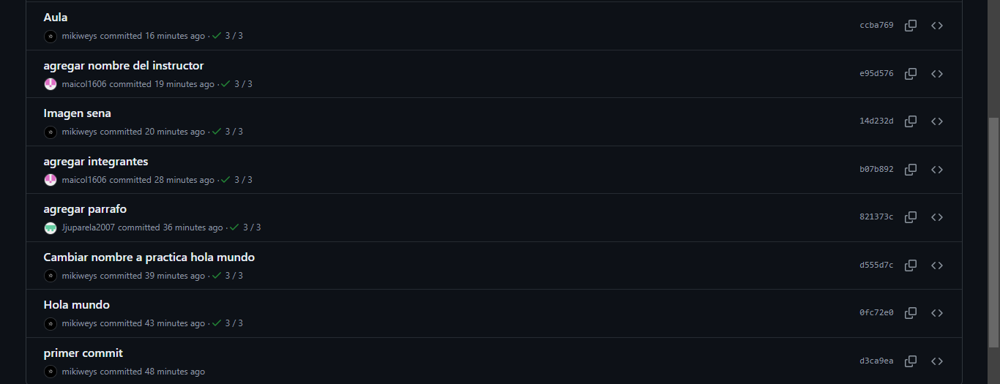 Aula
mikiweys committed 16 minutes ago · 3 / 3
ccba769
agregar nombre del instructor
maicol1606 committed 19 minutes ago · 3 / 3
e95d576
Imagen sena
mikiweys committed 20 minutes ago · 3 / 3
14d232d
agregar integrantes
maicol1606 committed 28 minutes ago · 3 / 3
b07b892
agregar parrafo
Jjuparela2007 committed 36 minutes ago · 3 / 3
821373c
Cambiar nombre a practica hola mundo
mikiweys committed 39 minutes ago · 3 / 3
d555d7c
Hola mundo
mikiweys committed 43 minutes ago · 3 / 3
0fc72e0
primer commit
mikiweys committed 48 minutes ago
d3ca9ea